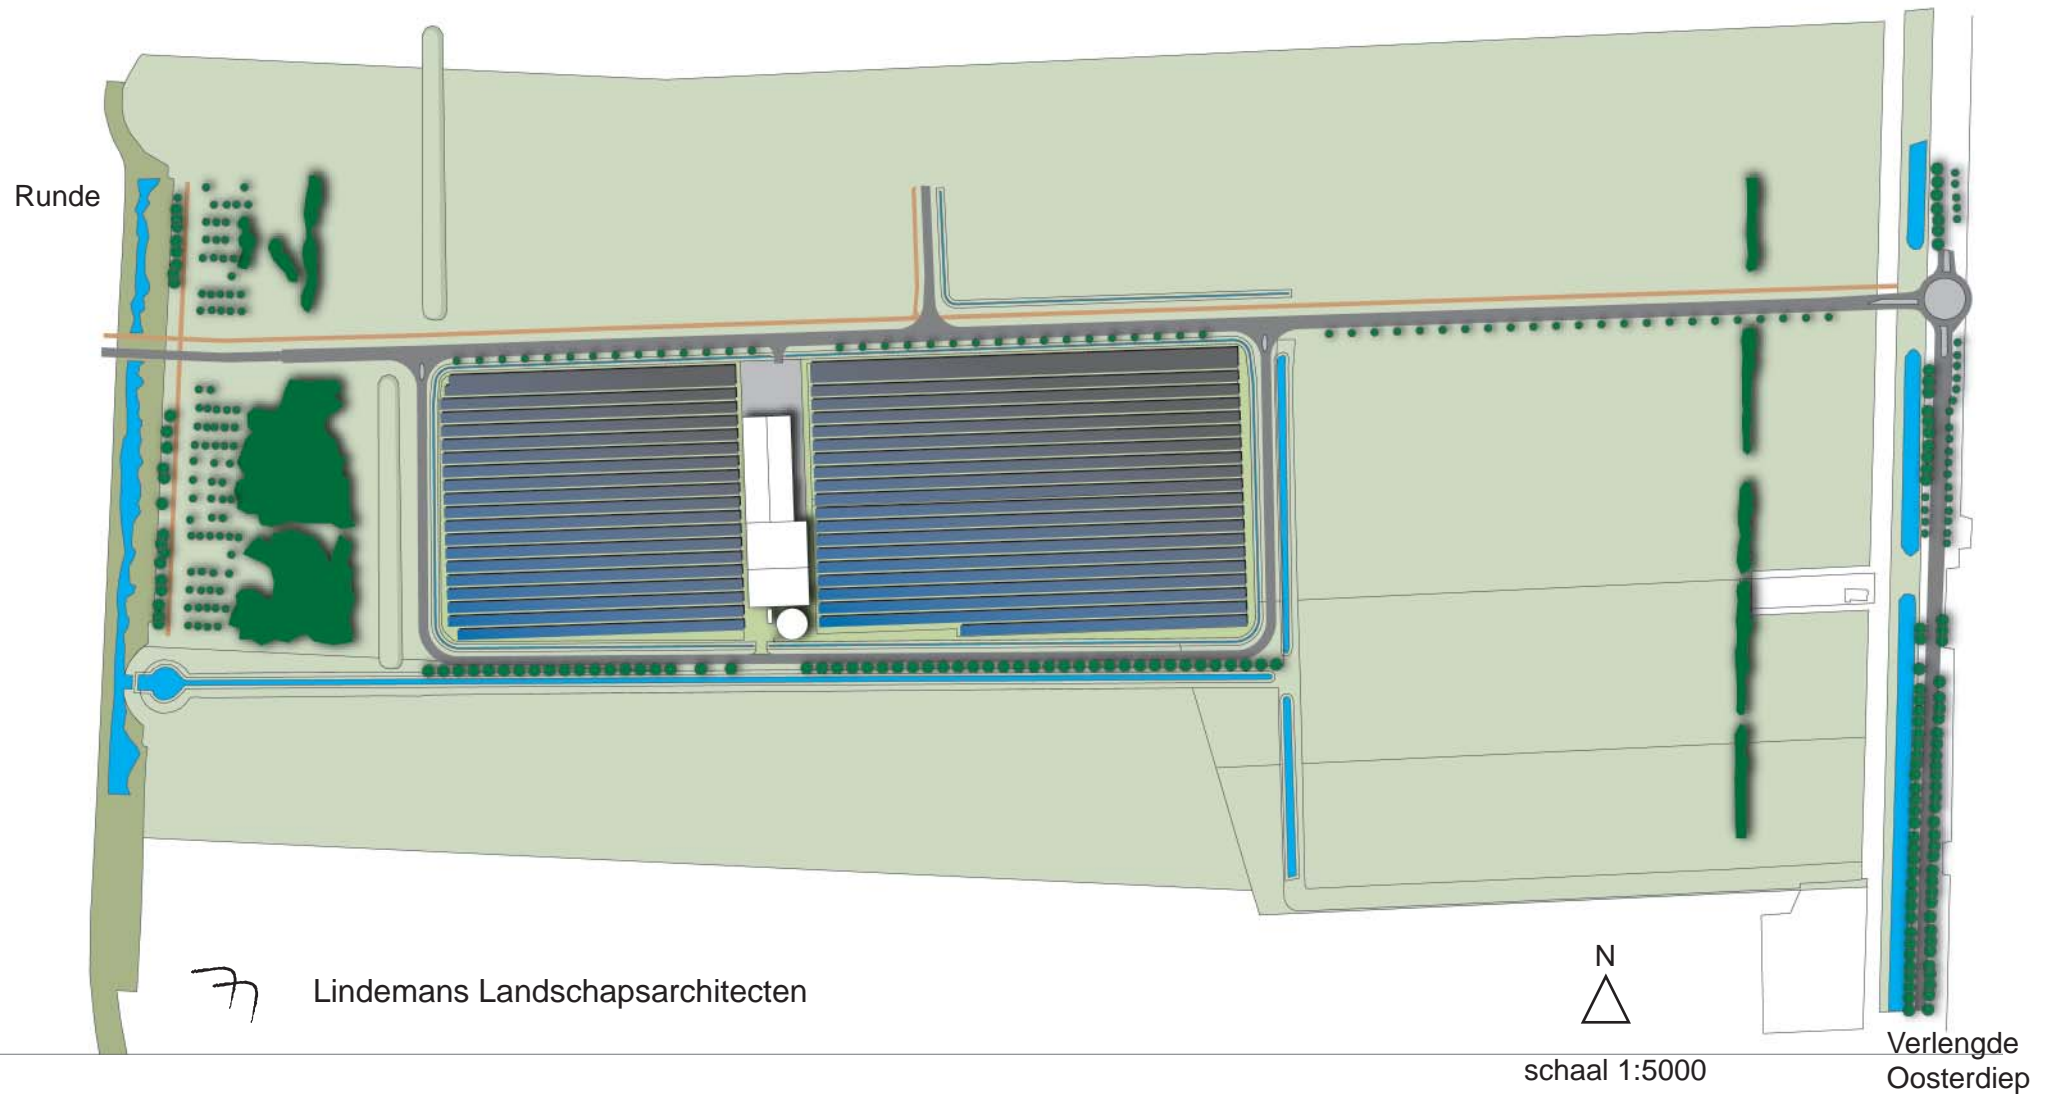 Runde
Lindemans Landschapsarchitecten
N
schaal 1:5000
Verlengde
Oosterdiep